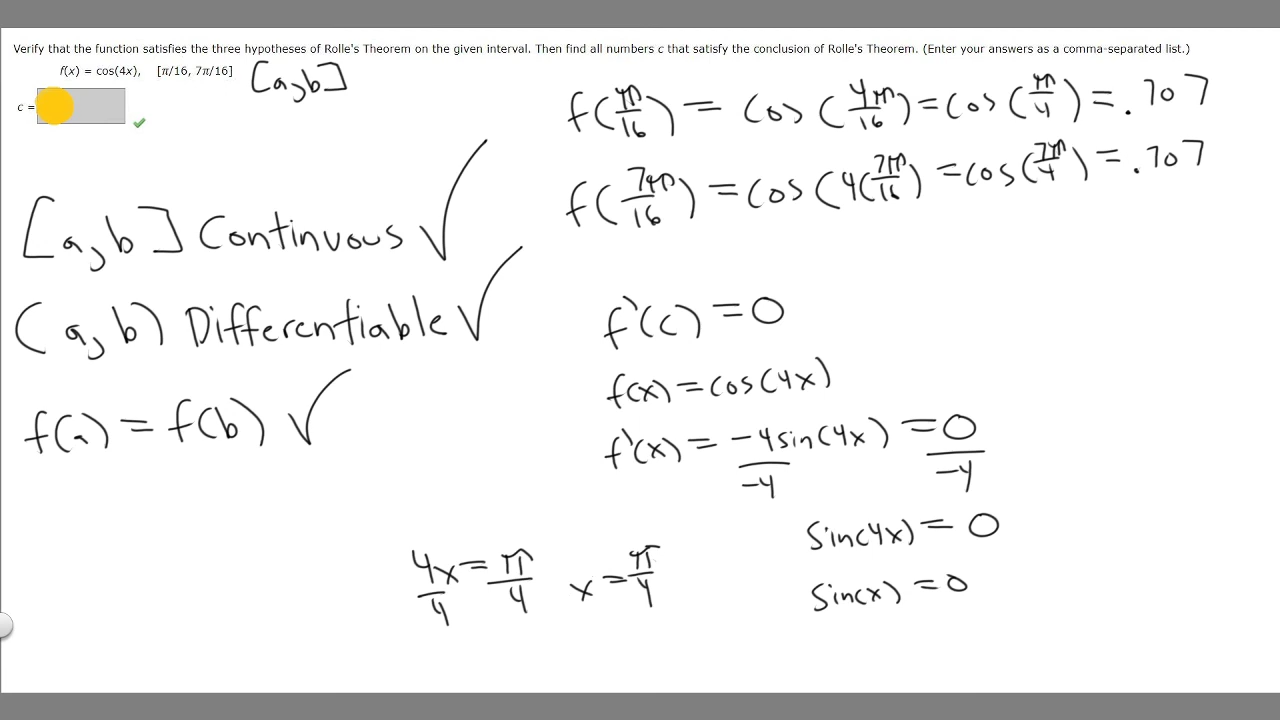 Verify that the function satisfies the three hypotheses of Rolle's Theorem on the given interval. Then find all numbers c that satisfy the conclusion of Rolle's Theorem. (Enter your answers as a comma-separated list.)
f(x) = cos(4x), [π/16, 7π/16] [a,b]
c =
f(π/16) = cos(4π/16) = cos(π/4) = .707
f(7π/16) = cos(4(7π/16) = cos(7π/4) = .707
[a,b] Continuous ✓
(a,b) Differentiable ✓
f(a) = f(b) ✓
f'(c) = 0
f(x) = cos(4x)
f'(x) = -4sin(4x)/-4 = 0/-4
sin(4x) = 0
sin(x) = 0
4x/4 = π/4 x = π/4